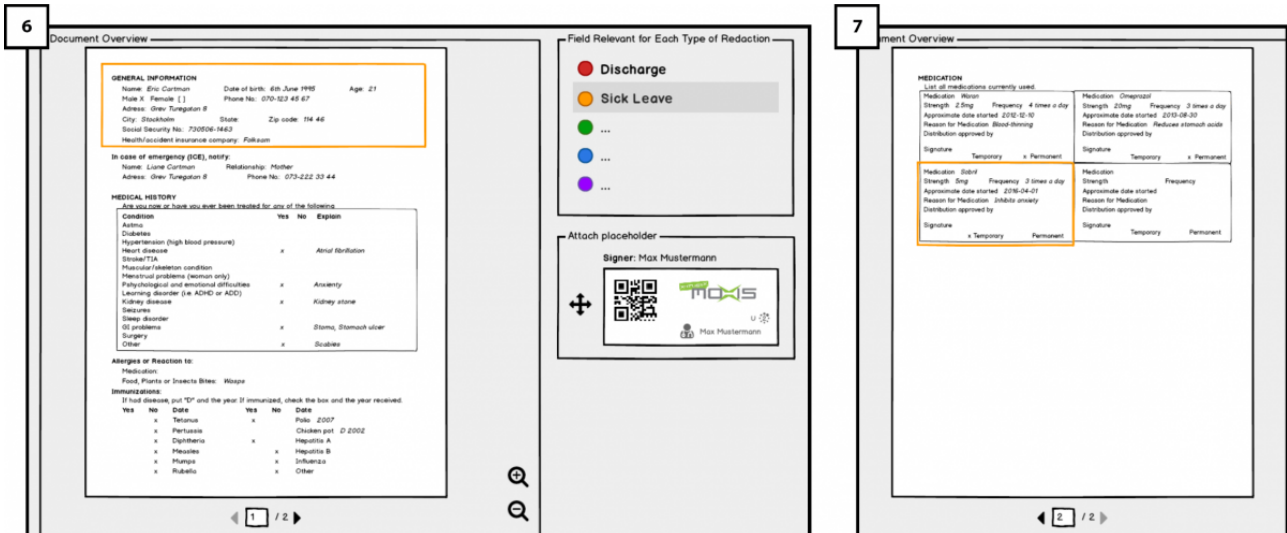 6
Document Overview
GENERAL INFORMATION
Name: Eric Cartman Date of birth: 6th June 1995 Age: 21
Male X Female [ ] Phone No: 070-123 45 67
Adress: Grev Turegatan 5
City: Stockholm State: Zip code: 114 46
Social Security No: 730506-1463
Health/accident insurance company: Folksam
In case of emergency (ICE), notify:
Name: Liane Cartman Relationship: Mother
Adress: Grev Turegatan 5 Phone No: 073-222 33 44
MEDICAL HISTORY
Are you now or have you ever been treated for any of the following
Condition Yes No Explain
Astma
Diabetes
Hypertension (high blood pressure)
Heart disease x Atrial fibrillation
Stroke/TIA
Muscular/skeleton condition
Menstrual problems (woman only)
Pshychological and emotional difficulties x Anxienty
Learning disorder (i.e. ADHD or ADD)
Kidney disease x Kidney stone
Seizures
Sleep disorder
GI problems x Stoma, Stomach ulcer
Surgery
Other x Scabies
Allergies or Reaction to:
Medication:
Food, Plants or Insects Bites: Wasps
Immunizations:
If had disease, put "D" and the year If immunized, check the box and the year received.
Yes No Date Yes No Date
x Tetanus x Polio 2007
x Pertussis Chicken pot D 2002
x Diphtheria x Hepatitis A
x Measles x Hepatitis B
x Mumps x Influenza
x Rubella x Other
1 / 2
Field Relevant for Each Type of Redaction
Discharge
Sick Leave
...
...
...
Attach placeholder
Signer: Max Mustermann
MOXIS
Max Mustermann
7
ument Overview
MEDICATION
List all medications currently used.
Medication Waran
Strength 2.5mg Frequency 4 times a day
Approximate date started 2012-12-10
Reason for Medication Blood-thinning
Distribution approved by
Signature
Temporary x Permanent
Medication Omeprazol
Strength 20mg Frequency 3 times a day
Approximate date started 2013-08-30
Reason for Medication Reduces stomach acids
Distribution approved by
Signature
Temporary x Permanent
Medication Sobril
Strength 5mg Frequency 3 times a day
Approximate date started 2016-04-01
Reason for Medication Inhibits anxiety
Distribution approved by
Signature
x Temporary Permanent
Medication
Strength Frequency
Approximate date started
Reason for Medication
Distribution approved by
Signature
Temporary Permanent
2 / 2